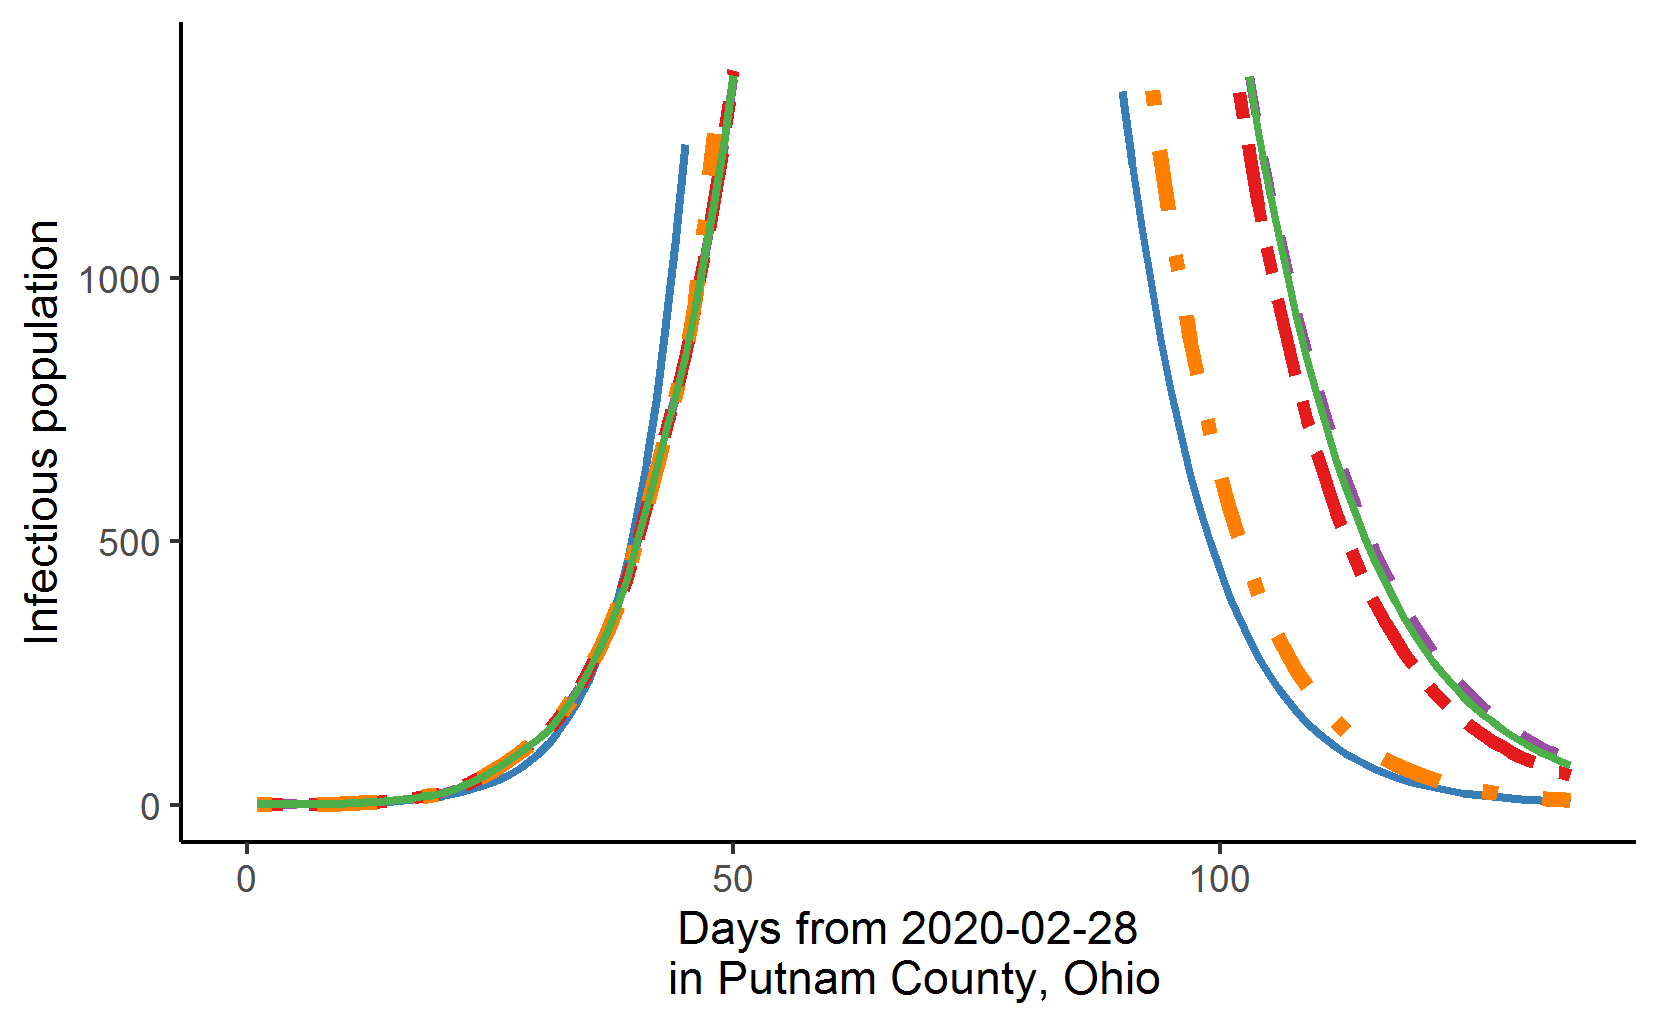 Infectious population
1000
500
0
0
50
100
Days from 2020-02-28
in Putnam County, Ohio